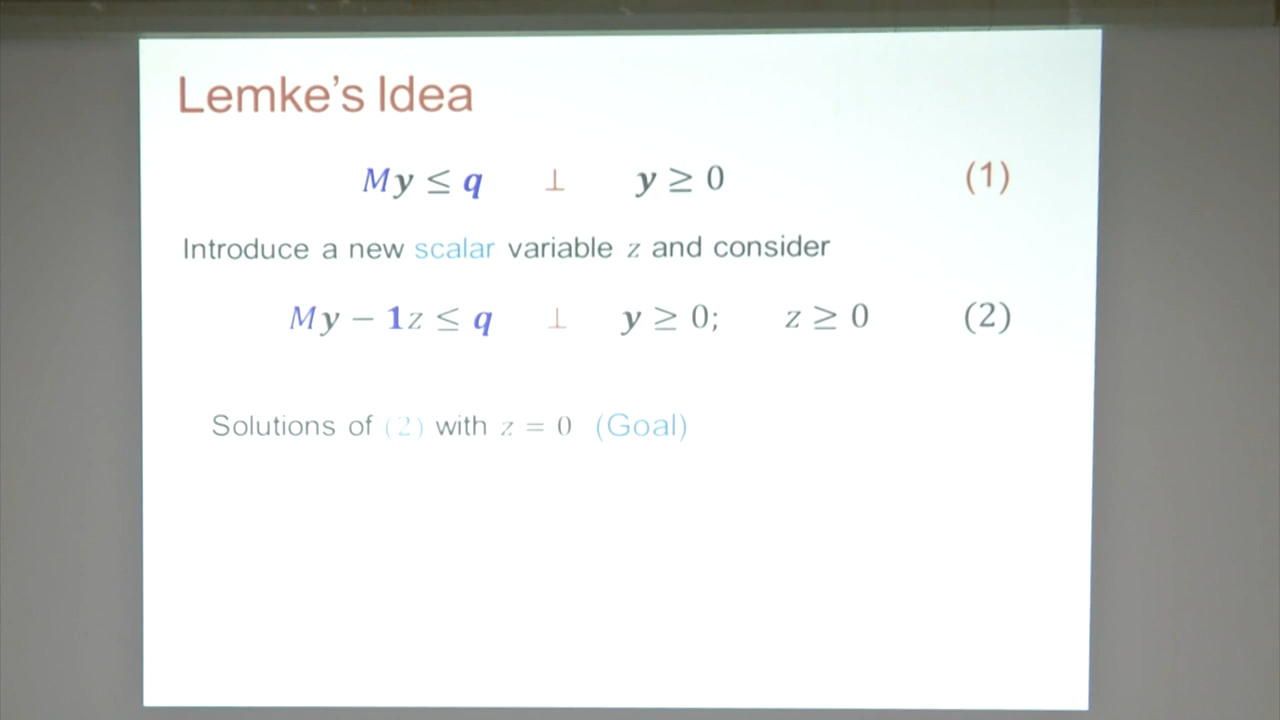 Lemke's Idea
My ≤ q ⊥ y ≥ 0 (1)
Introduce a new scalar variable z and consider
My − 1z ≤ q ⊥ y ≥ 0; z ≥ 0 (2)
Solutions of (2) with z = 0 (Goal)